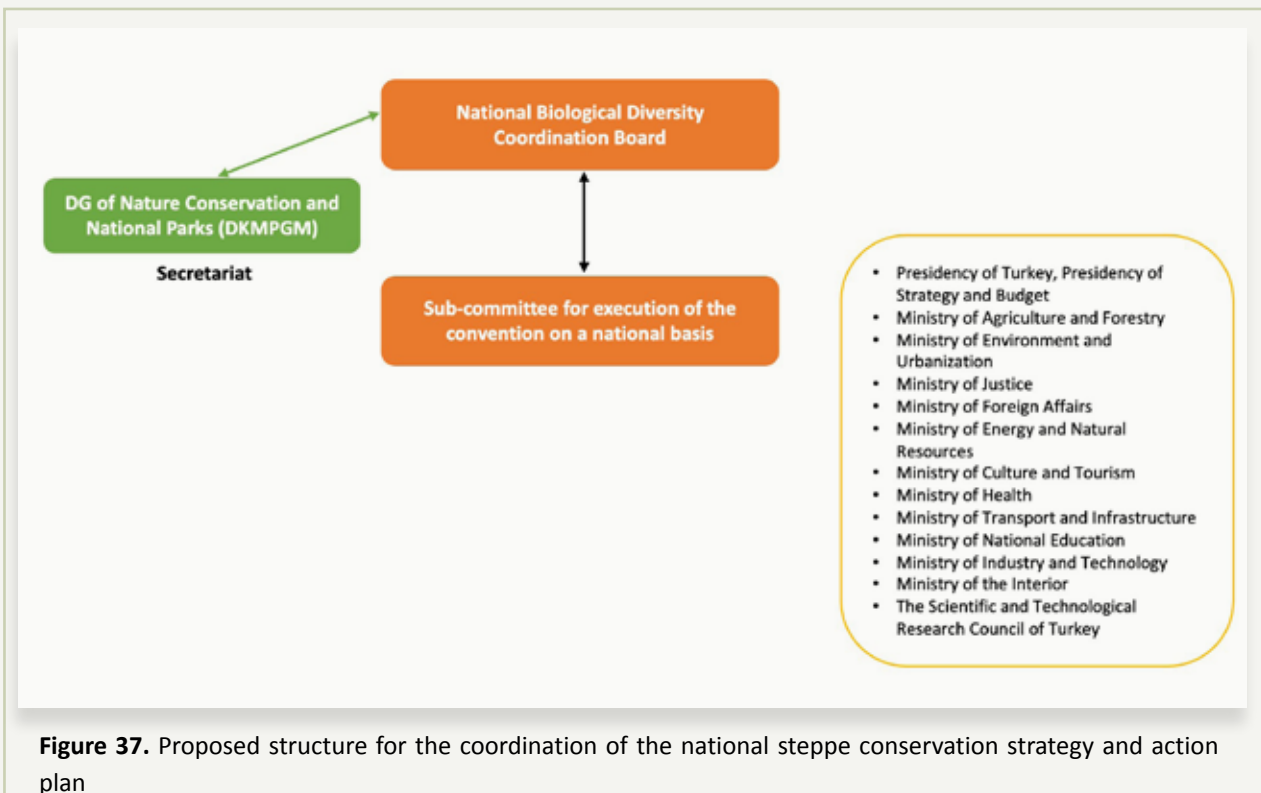 National Biological Diversity
Coordination Board
DG of Nature Conservation and
National Parks (DKMPGM)
Secretariat
Sub-committee for execution of the
convention on a national basis
• Presidency of Turkey, Presidency of
Strategy and Budget
• Ministry of Agriculture and Forestry
• Ministry of Environment and
Urbanization
• Ministry of Justice
• Ministry of Foreign Affairs
• Ministry of Energy and Natural
Resources
• Ministry of Culture and Tourism
• Ministry of Health
• Ministry of Transport and Infrastructure
• Ministry of National Education
• Ministry of Industry and Technology
• Ministry of the Interior
• The Scientific and Technological
Research Council of Turkey
Figure 37. Proposed structure for the coordination of the national steppe conservation strategy and action
plan